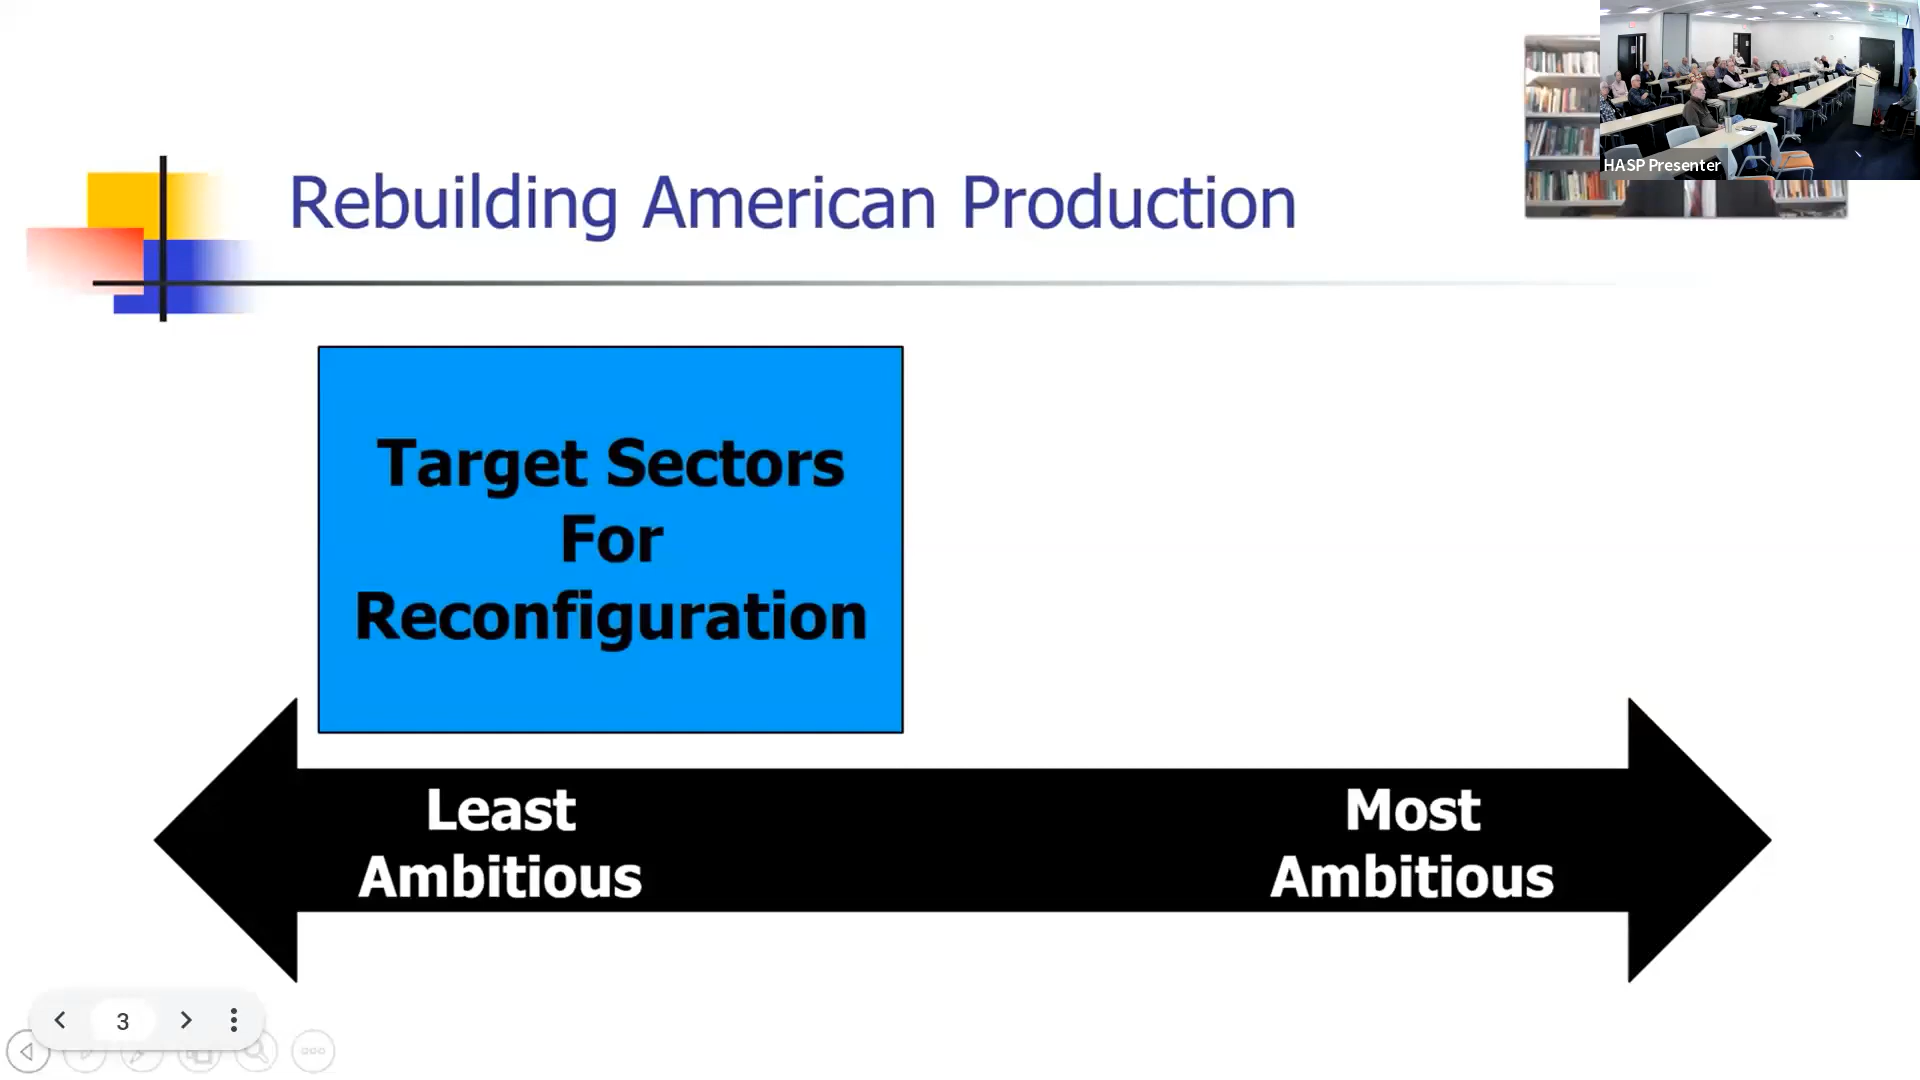 Rebuilding American Production
HASP Presenter
Target Sectors
For
Reconfiguration
Least
Ambitious
Most
Ambitious
3